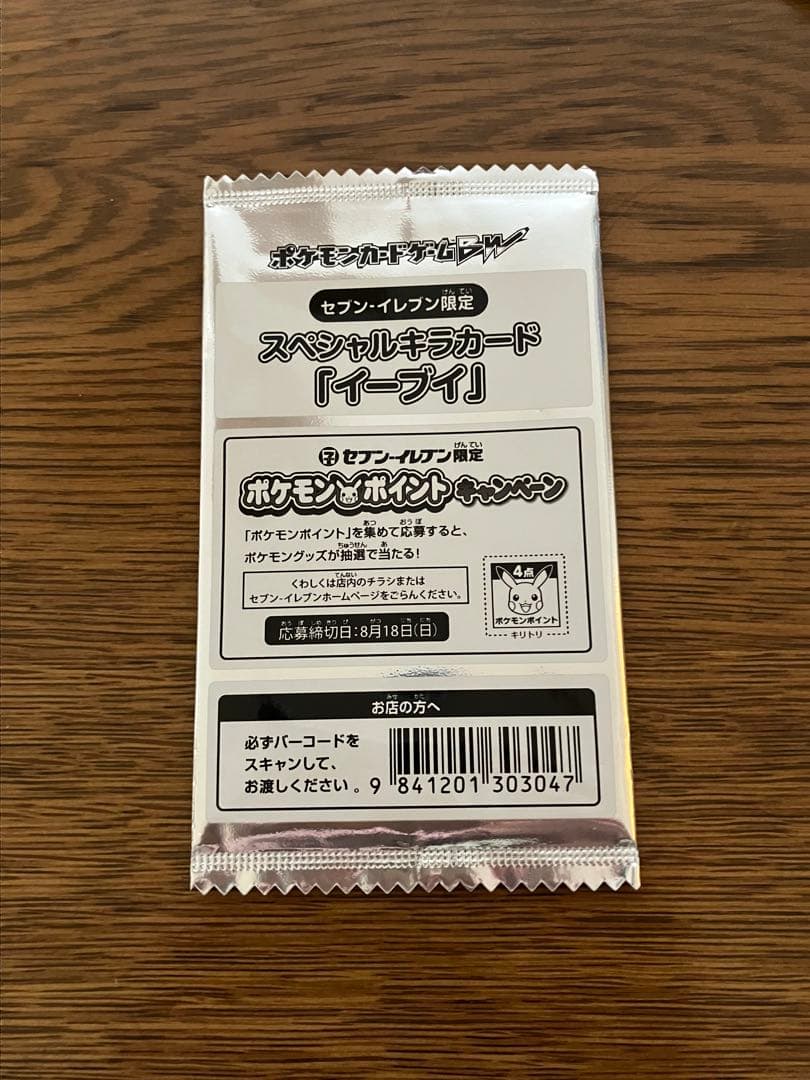 ポケモンカードゲームBW
セブン-イレブン限定
スペシャルキラカード
「イーブイ」
セブン-イレブン限定
ポケモンポイントキャンペーン
「ポケモンポイント」を集めて応募すると、
ポケモングッズが抽選で当たる!
くわしくは店内のチラシまたは
セブン-イレブンホームページをごらんください。
応募締切日:8月18日(日)
4点
ポケモンポイント
キリトリ
お店の方へ
必ずバーコードを
スキャンして、
お渡しください。
9 841201 303047